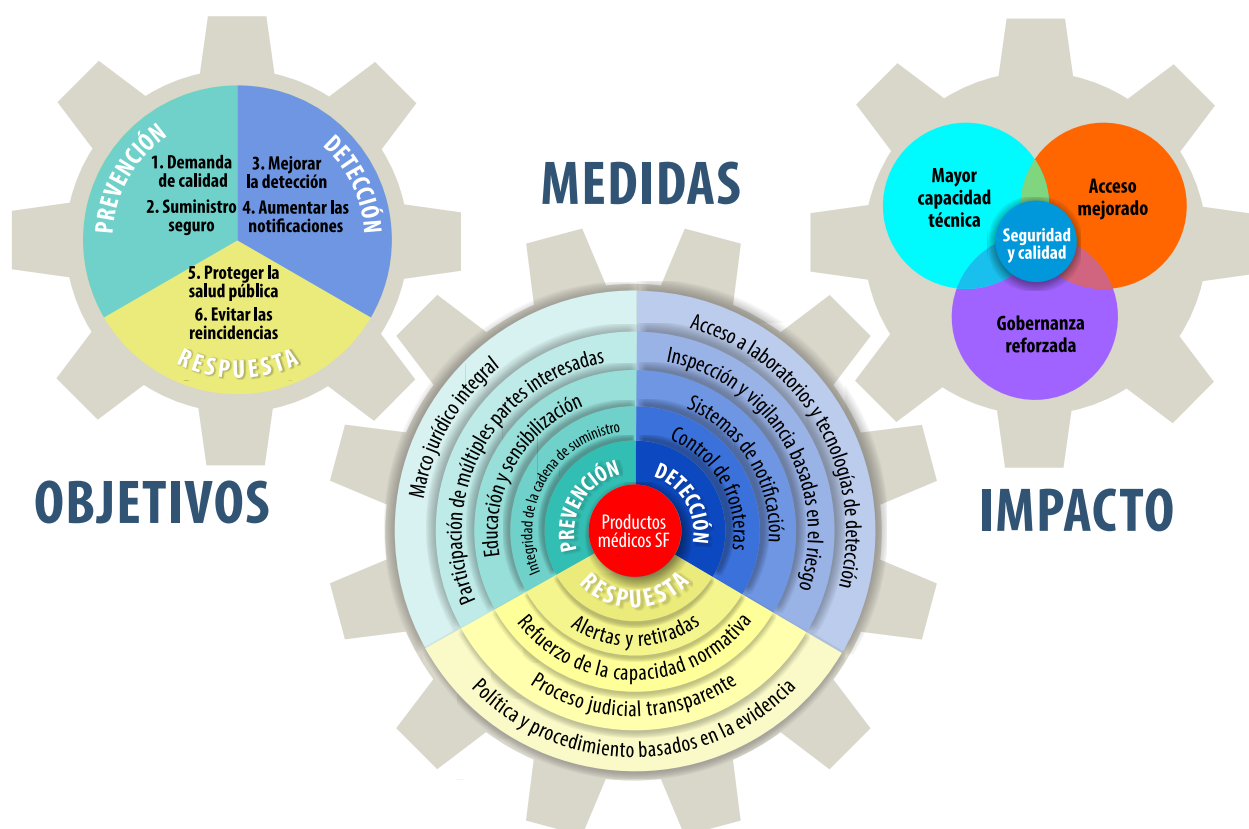 PREVENCIÓN
1. Demanda
de calidad
2. Suministro
seguro
DETECCIÓN
3. Mejorar
la detección
4. Aumentar las
notificaciones
5. Proteger la
salud pública
6. Evitar las
reincidencias
RESPUESTA
OBJETIVOS
MEDIDAS
Marco jurídico integral
Participación de múltiples partes interesadas
Educación y sensibilización
Integridad de la cadena de suministro
PREVENCIÓN
Acceso a laboratorios y tecnologías de detección
Inspección y vigilancia basadas en el riesgo
Sistemas de notificación
Control de fronteras
DETECCIÓN
Productos
médicos SF
RESPUESTA
Alertas y retiradas
Refuerzo de la capacidad normativa
Proceso judicial transparente
Política y procedimiento basados en la evidencia
Mayor
capacidad
técnica
Acceso
mejorado
Seguridad
y calidad
Gobernanza
reforzada
IMPACTO